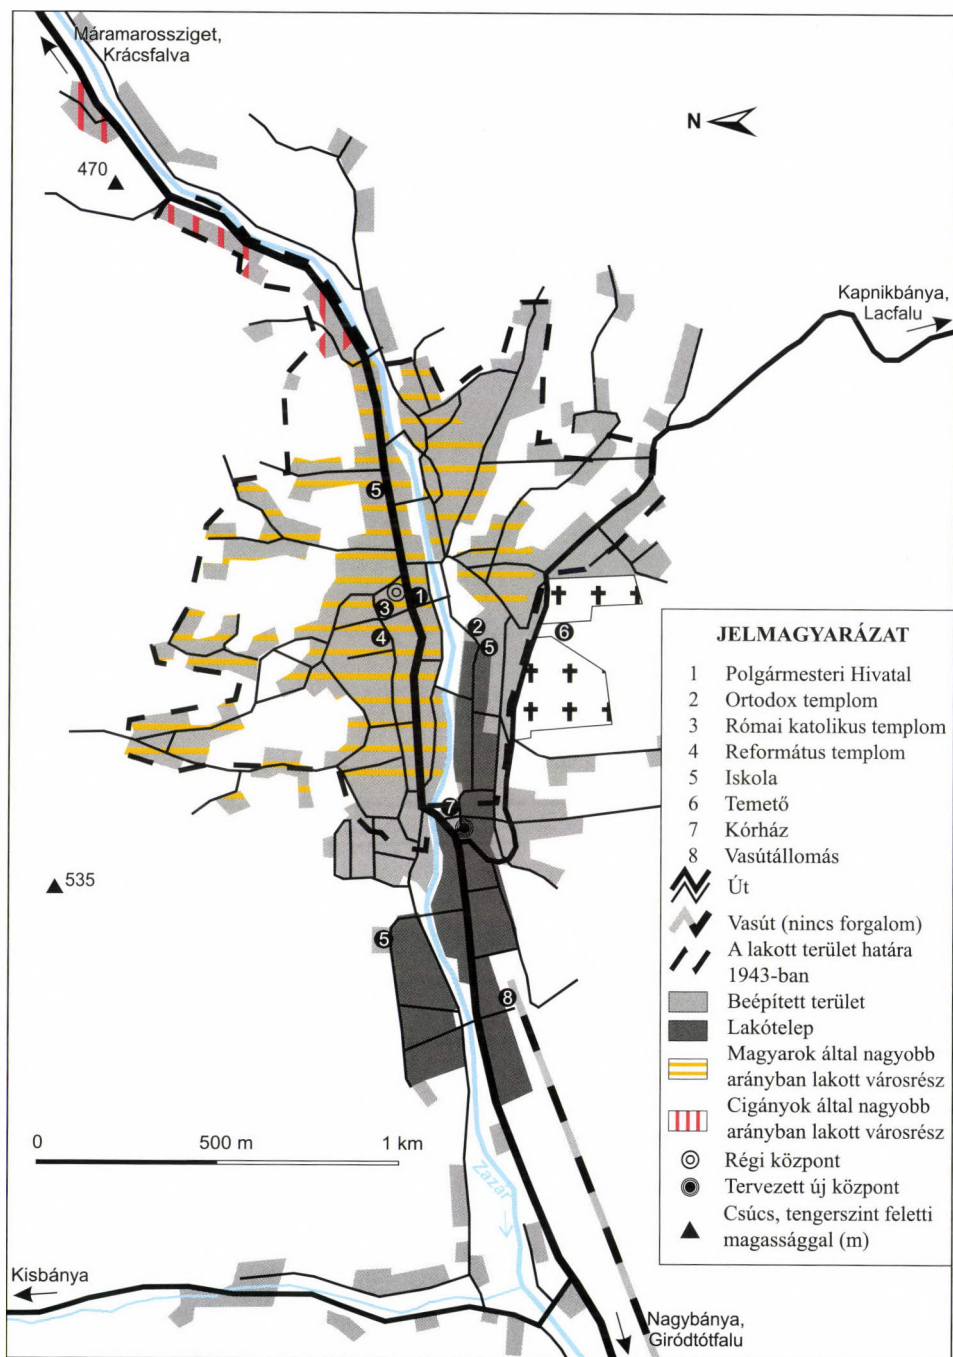 Máramarossziget,
Krácsfalva
470
N
Kapnikbánya,
Lacfalu
5
1
3
4
2
5
6
7
5
8
535
0 500 m 1 km
Zazár
Kisbánya
Nagybánya,
Giródtótfalu
JELMAGYARÁZAT
1 Polgármesteri Hivatal
2 Ortodox templom
3 Római katolikus templom
4 Református templom
5 Iskola
6 Temető
7 Kórház
8 Vasútállomás
Út
Vasút (nincs forgalom)
A lakott terület határa
1943-ban
Beépített terület
Lakótelep
Magyarok által nagyobb
arányban lakott városrész
Cigányok által nagyobb
arányban lakott városrész
Régi központ
Tervezett új központ
Csúcs, tengerszint feletti
magassággal (m)